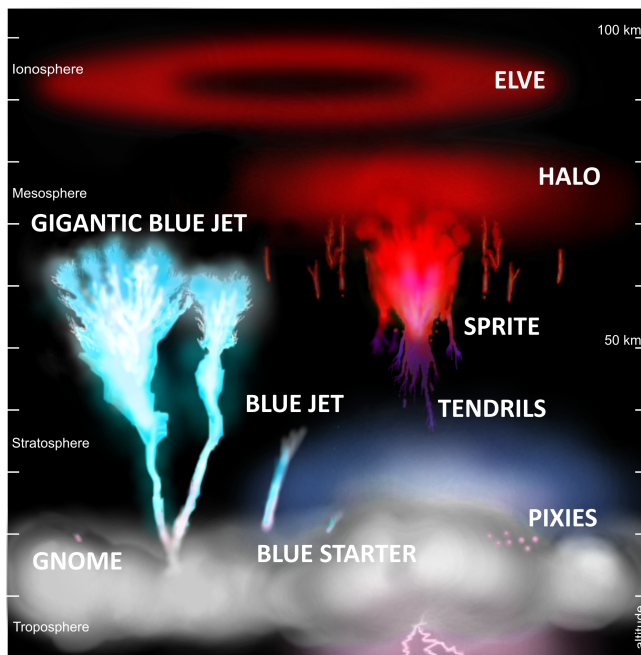 100 km
Ionosphere
ELVE
HALO
Mesosphere
GIGANTIC BLUE JET
SPRITE
50 km
BLUE JET
TENDRILS
Stratosphere
PIXIES
BLUE STARTER
GNOME
Troposphere
altitude